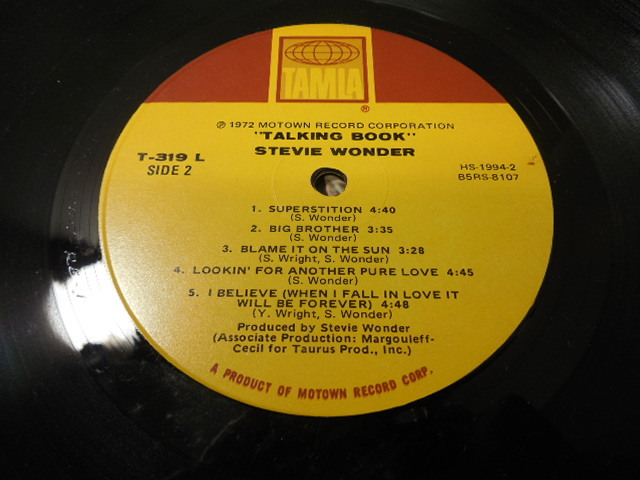 TAMLA
®
℗ 1972 MOTOWN RECORD CORPORATION
"TALKING BOOK"
STEVIE WONDER
T-319 L
SIDE 2
HS-1994-2
B5RS-8107
1. SUPERSTITION 4:40
(S. Wonder)
2. BIG BROTHER 3:35
(S. Wonder)
3. BLAME IT ON THE SUN 3:28
(S. Wright, S. Wonder)
4. LOOKIN' FOR ANOTHER PURE LOVE 4:45
(S. Wonder)
5. I BELIEVE (WHEN I FALL IN LOVE IT
WILL BE FOREVER) 4:48
(Y. Wright, S. Wonder)
Produced by Stevie Wonder
(Associate Production: Margouleff-
Cecil for Taurus Prod., Inc.)
A PRODUCT OF MOTOWN RECORD CORP.